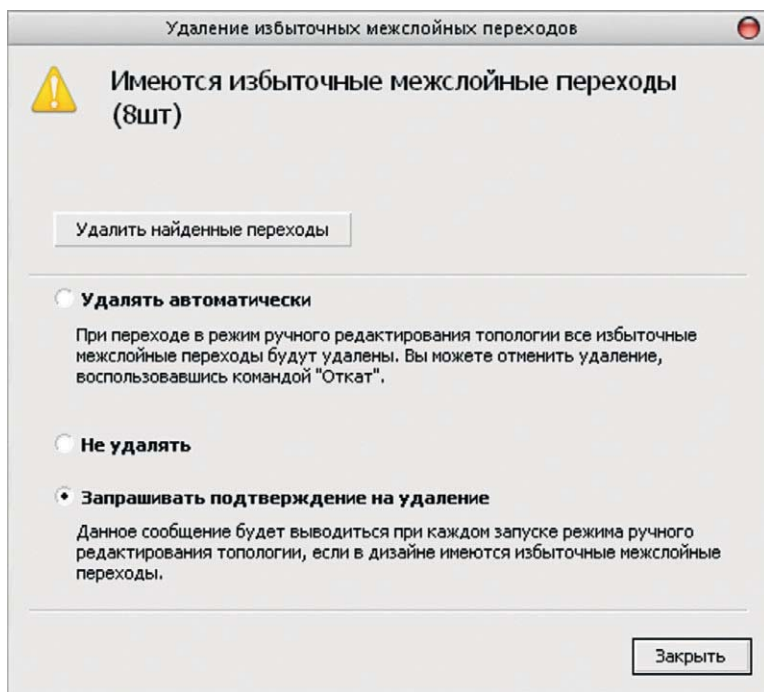 Удаление избыточных межслойных переходов
Имеются избыточные межслойные переходы
(8шт)
Удалить найденные переходы
Удалять автоматически
При переходе в режим ручного редактирования топологии все избыточные
межслойные переходы будут удалены. Вы можете отменить удаление,
воспользовавшись командой "Откат".
Не удалять
Запрашивать подтверждение на удаление
Данное сообщение будет выводиться при каждом запуске режима ручного
редактирования топологии, если в дизайне имеются избыточные межслойные
переходы.
Закрыть